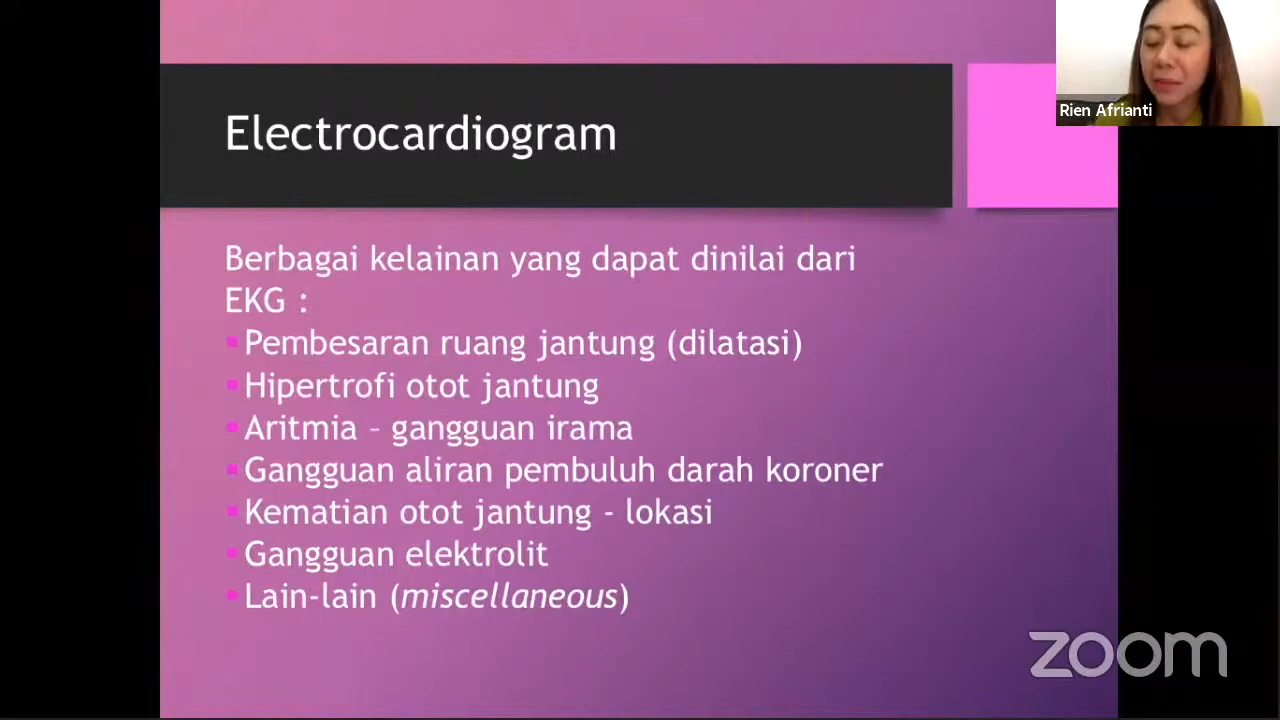 Rien Afrianti
Electrocardiogram
Berbagai kelainan yang dapat dinilai dari
EKG :
Pembesaran ruang jantung (dilatasi)
Hipertrofi otot jantung
Aritmia – gangguan irama
Gangguan aliran pembuluh darah koroner
Kematian otot jantung - lokasi
Gangguan elektrolit
Lain-lain (miscellaneous)
zoom